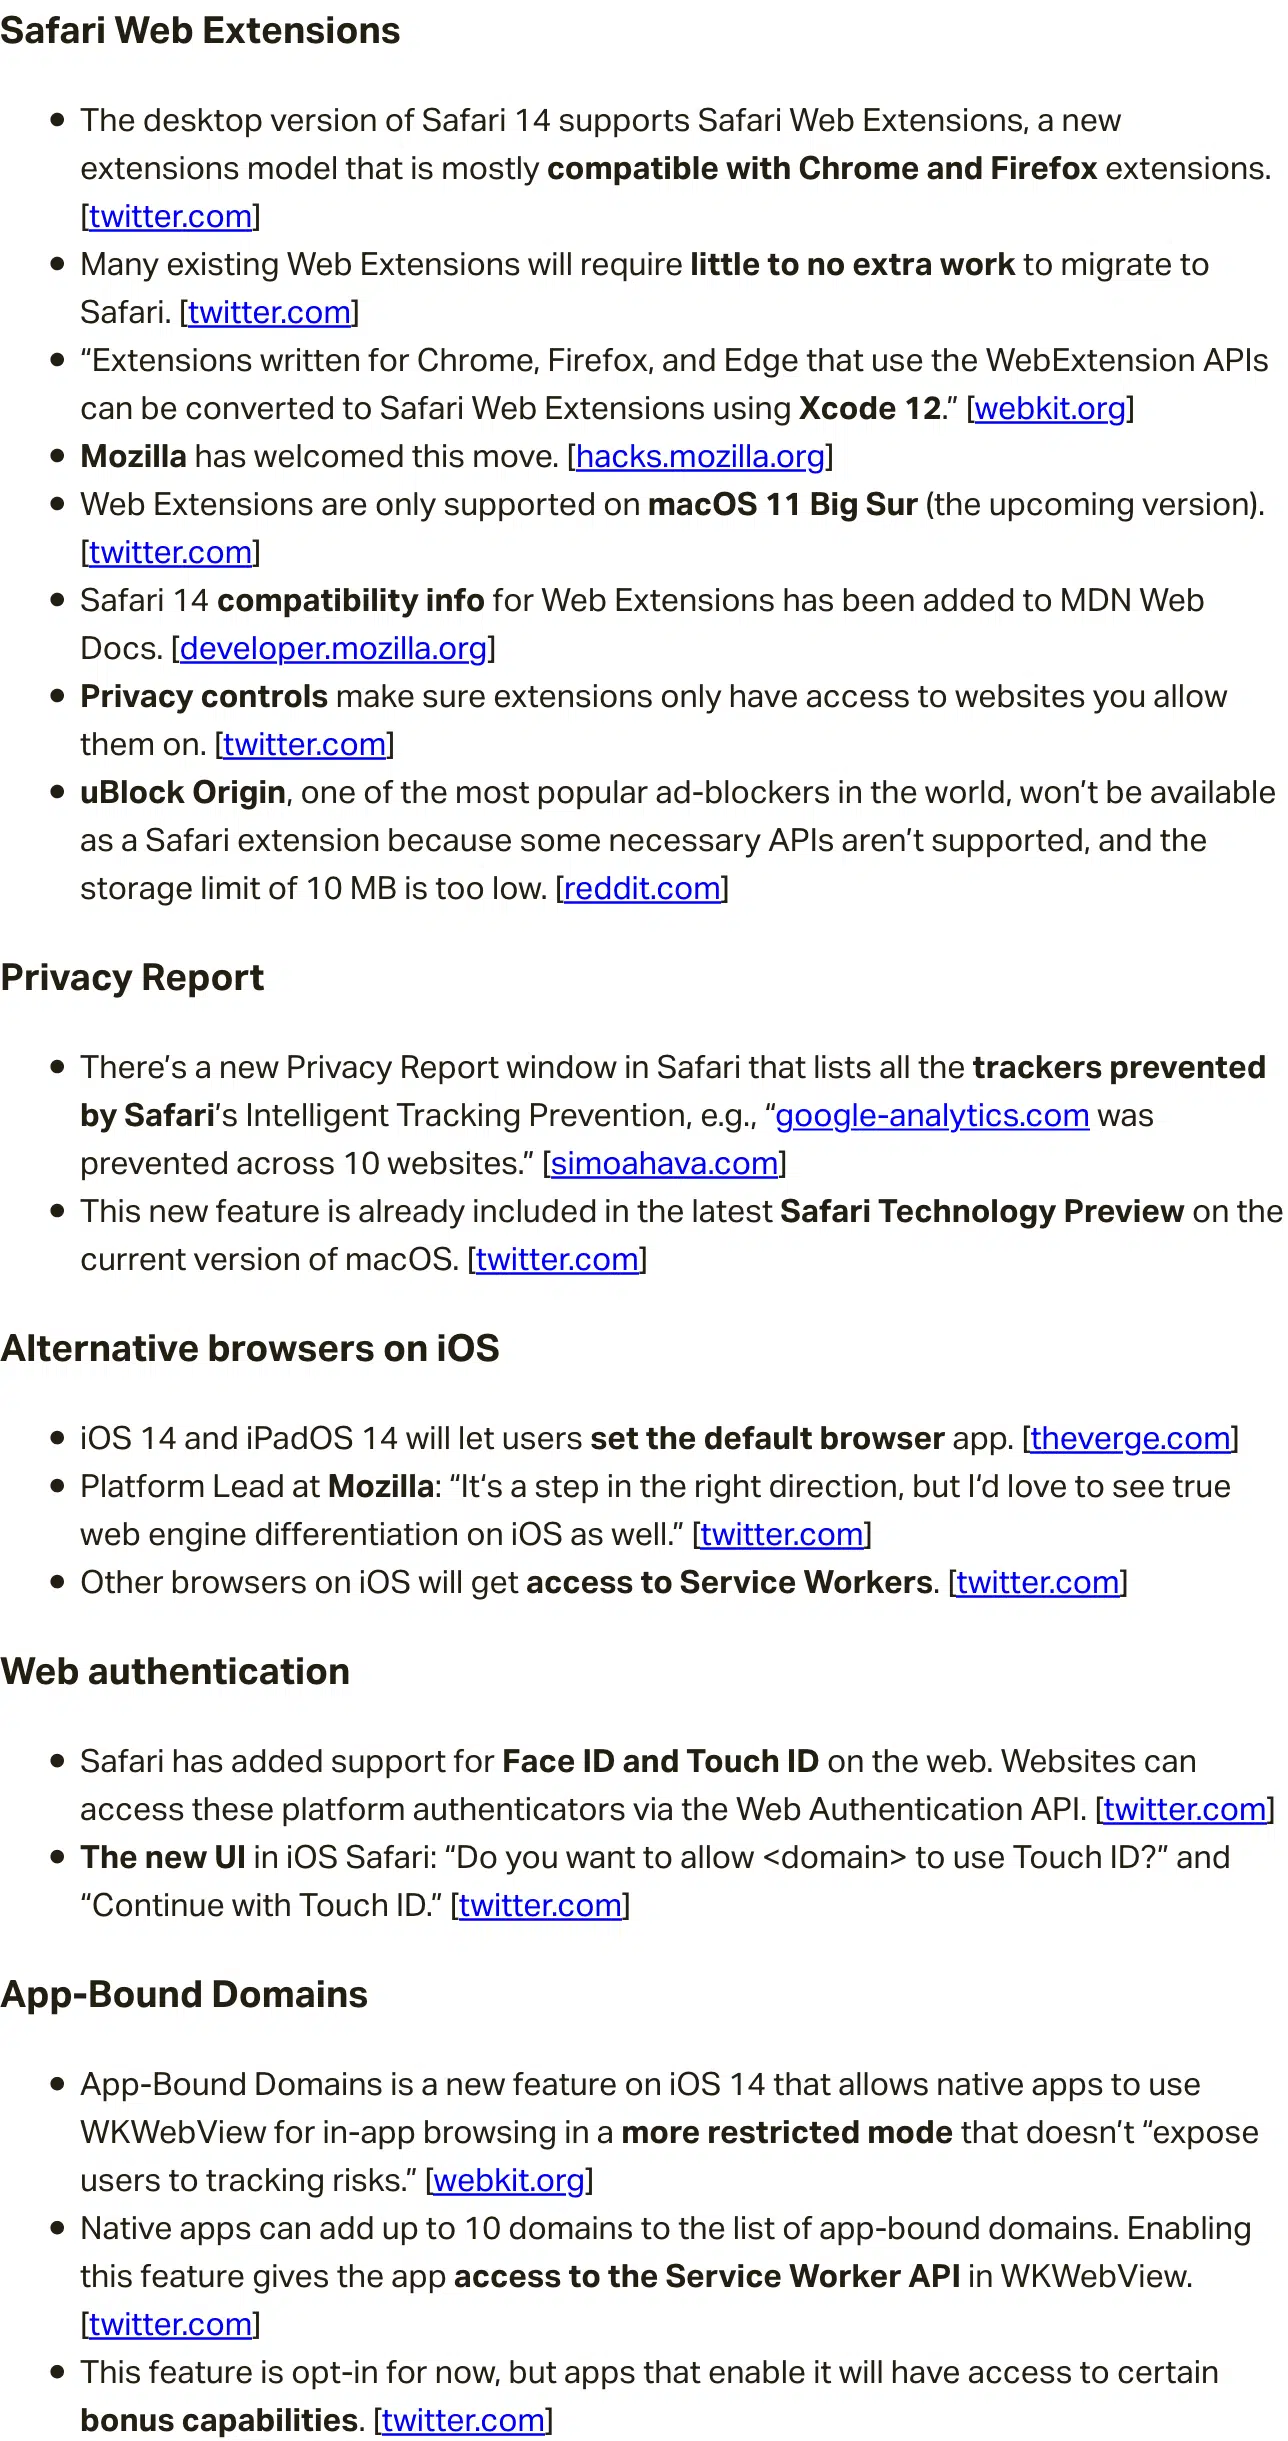 Safari Web Extensions
● The desktop version of Safari 14 supports Safari Web Extensions, a new
extensions model that is mostly compatible with Chrome and Firefox extensions.
[twitter.com]
● Many existing Web Extensions will require little to no extra work to migrate to
Safari. [twitter.com]
● “Extensions written for Chrome, Firefox, and Edge that use the WebExtension APIs
can be converted to Safari Web Extensions using Xcode 12.” [webkit.org]
● Mozilla has welcomed this move. [hacks.mozilla.org]
● Web Extensions are only supported on macOS 11 Big Sur (the upcoming version).
[twitter.com]
● Safari 14 compatibility info for Web Extensions has been added to MDN Web
Docs. [developer.mozilla.org]
● Privacy controls make sure extensions only have access to websites you allow
them on. [twitter.com]
● uBlock Origin, one of the most popular ad-blockers in the world, won’t be available
as a Safari extension because some necessary APIs aren’t supported, and the
storage limit of 10 MB is too low. [reddit.com]
Privacy Report
● There’s a new Privacy Report window in Safari that lists all the trackers prevented
by Safari’s Intelligent Tracking Prevention, e.g., “google-analytics.com was
prevented across 10 websites.” [simoahava.com]
● This new feature is already included in the latest Safari Technology Preview on the
current version of macOS. [twitter.com]
Alternative browsers on iOS
● iOS 14 and iPadOS 14 will let users set the default browser app. [theverge.com]
● Platform Lead at Mozilla: “It‘s a step in the right direction, but I‘d love to see true
web engine differentiation on iOS as well.” [twitter.com]
● Other browsers on iOS will get access to Service Workers. [twitter.com]
Web authentication
● Safari has added support for Face ID and Touch ID on the web. Websites can
access these platform authenticators via the Web Authentication API. [twitter.com]
● The new UI in iOS Safari: “Do you want to allow <domain> to use Touch ID?” and
“Continue with Touch ID.” [twitter.com]
App-Bound Domains
● App-Bound Domains is a new feature on iOS 14 that allows native apps to use
WKWebView for in-app browsing in a more restricted mode that doesn’t “expose
users to tracking risks.” [webkit.org]
● Native apps can add up to 10 domains to the list of app-bound domains. Enabling
this feature gives the app access to the Service Worker API in WKWebView.
[twitter.com]
● This feature is opt-in for now, but apps that enable it will have access to certain
bonus capabilities. [twitter.com]